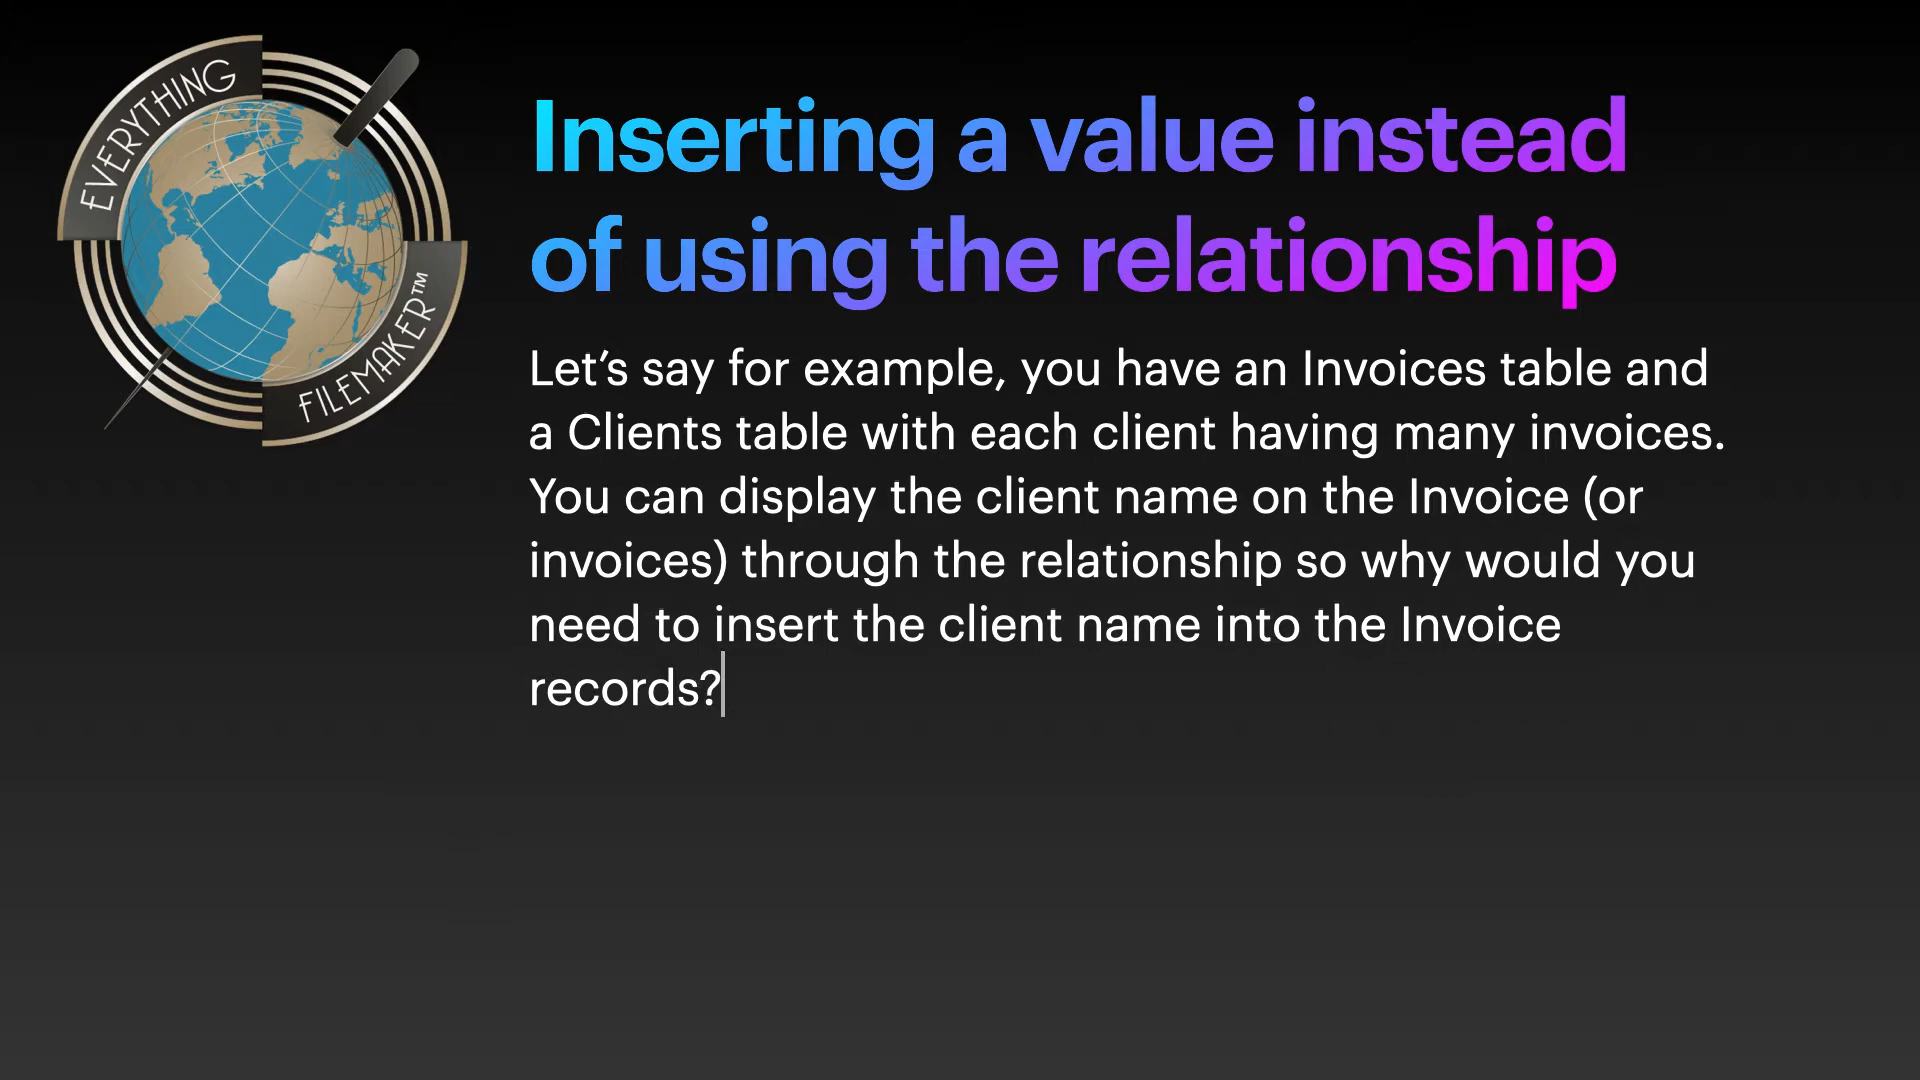 EVERYTHING
FILEMAKER™
Inserting a value instead
of using the relationship
Let’s say for example, you have an Invoices table and
a Clients table with each client having many invoices.
You can display the client name on the Invoice (or
invoices) through the relationship so why would you
need to insert the client name into the Invoice
records?